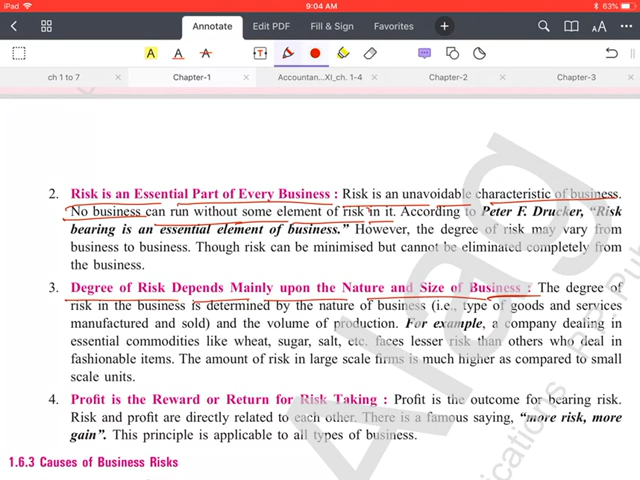 iPad
9:04 AM
63%
Annotate
Edit PDF
Fill & Sign
Favorites
AA
A A A T
ch 1 to 7
Chapter-1
Accountan...XI_ch. 1-4
Chapter-2
Chapter-3
2. Risk is an Essential Part of Every Business : Risk is an unavoidable characteristic of business.
No business can run without some element of risk in it. According to Peter F. Drucker, “Risk
bearing is an essential element of business.” However, the degree of risk may vary from
business to business. Though risk can be minimised but cannot be eliminated completely from
the business.
3. Degree of Risk Depends Mainly upon the Nature and Size of Business : The degree of
risk in the business is determined by the nature of business (i.e., type of goods and services
manufactured and sold) and the volume of production. For example, a company dealing in
essential commodities like wheat, sugar, salt, etc. faces lesser risk than others who deal in
fashionable items. The amount of risk in large scale firms is much higher as compared to small
scale units.
4. Profit is the Reward or Return for Risk Taking : Profit is the outcome for bearing risk.
Risk and profit are directly related to each other. There is a famous saying, “more risk, more
gain”. This principle is applicable to all types of business.
1.6.3 Causes of Business Risks
Alag